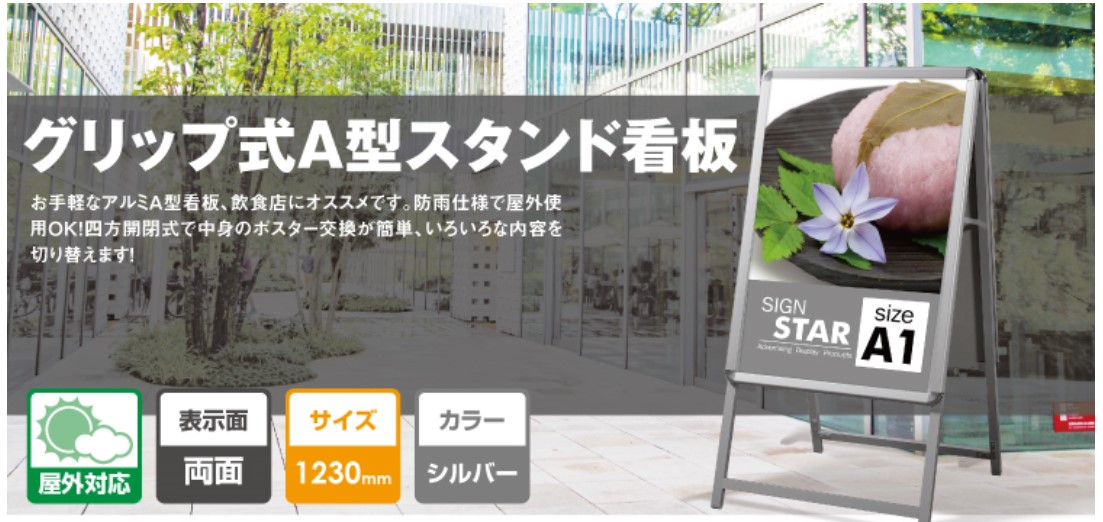 グリップ式A型スタンド看板
お手軽なアルミA型看板、飲食店にオススメです。防雨仕様で屋外使
用OK!四方開閉式で中身のポスター交換が簡単、いろいろな内容を
切り替えます!
SIGN
STAR
Advertising Display Products
size
A1
屋外対応
表示面
両面
サイズ
1230mm
カラー
シルバー